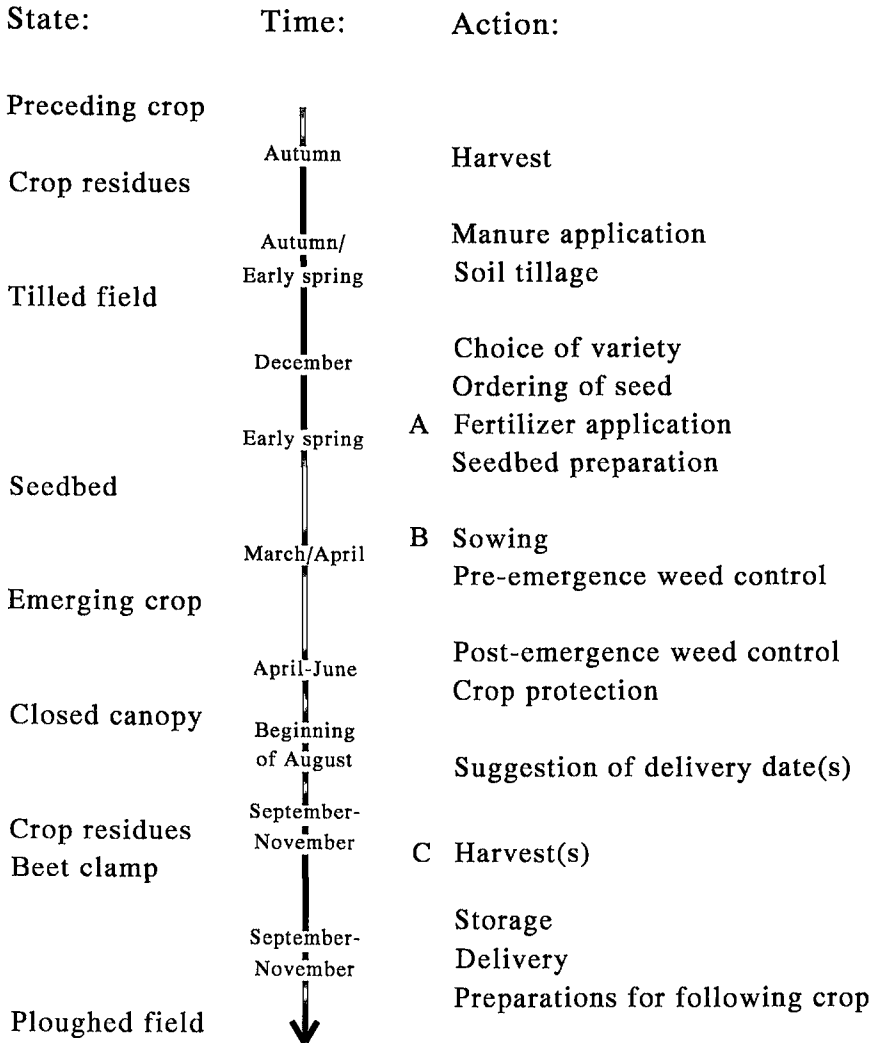 State: Time: Action:
Preceding crop
Autumn Harvest
Crop residues
Autumn/ Manure application
Early spring Soil tillage
Tilled field
Choice of variety
December
Ordering of seed
A Fertilizer application
Early spring
Seedbed preparation
Seedbed
B Sowing
March/April
Pre-emergence weed control
Emerging crop
Post-emergence weed control
April-June
Crop protection
Closed canopy
Beginning
of August
Suggestion of delivery date(s)
September-
Crop residues
November
C Harvest(s)
Beet clamp
Storage
September-
Delivery
November
Preparations for following crop
Ploughed field